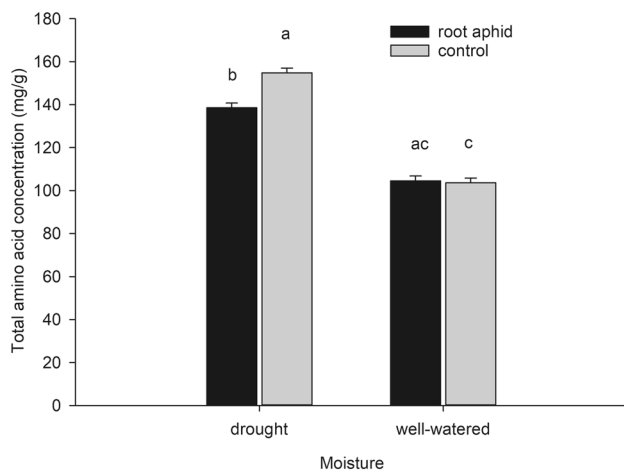 180
160
140
120
100
80
60
40
20
0
Total amino acid concentration (mg/g)
root aphid
control
b
a
ac
c
drought
well-watered
Moisture